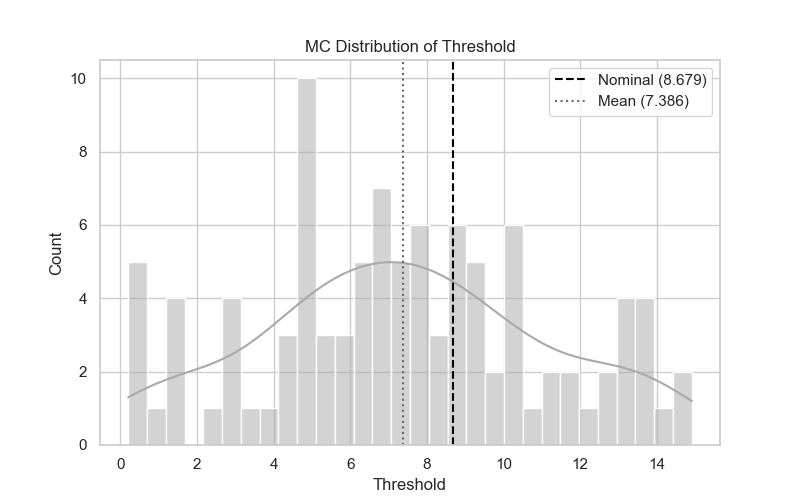 MC Distribution of Threshold
Nominal (8.679)
Mean (7.386)
Count
10
8
6
4
2
0
0 2 4 6 8 10 12 14
Threshold